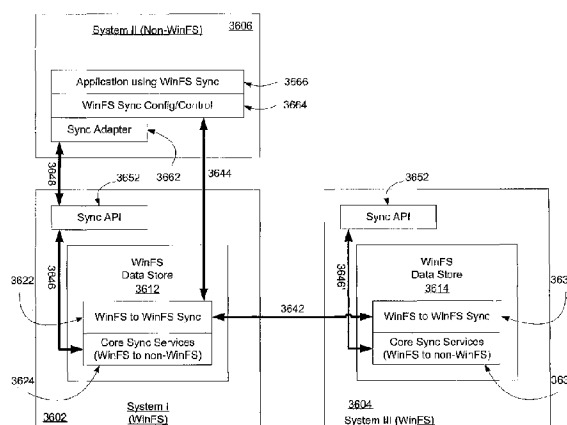 System II (Non-WinFS)
3606
Application using WinFS Sync
3666
WinFS Sync Config/Control
3664
Sync Adapter
3648
3652
3662
3644
3652
Sync API
Sync API
3646
WinFS
Data Store
3612
3646'
WinFS
Data Store
3614
3622
WinFS to WinFS Sync
3642
WinFS to WinFS Sync
Core Sync Services
(WinFS to non-WinFS)
Core Sync Services
(WinFS to non-WinFS)
3624
3602
System I
(WinFS)
3604
System III (WinFS)